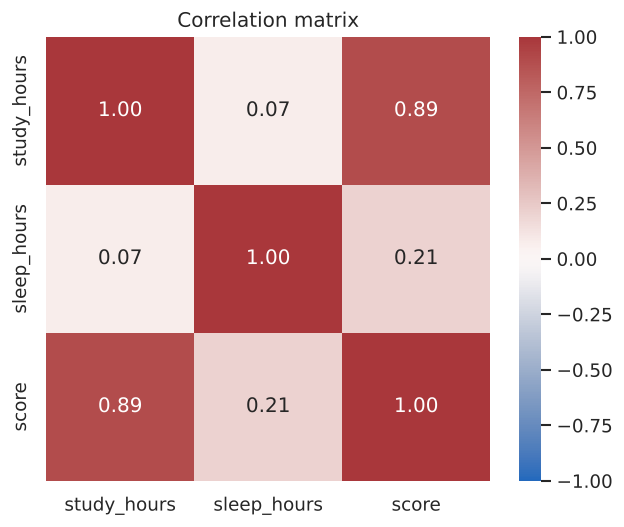 Correlation matrix
study_hours
1.00 0.07 0.89
sleep_hours
0.07 1.00 0.21
score
0.89 0.21 1.00
study_hours sleep_hours score
1.00
0.75
0.50
0.25
0.00
−0.25
−0.50
−0.75
−1.00